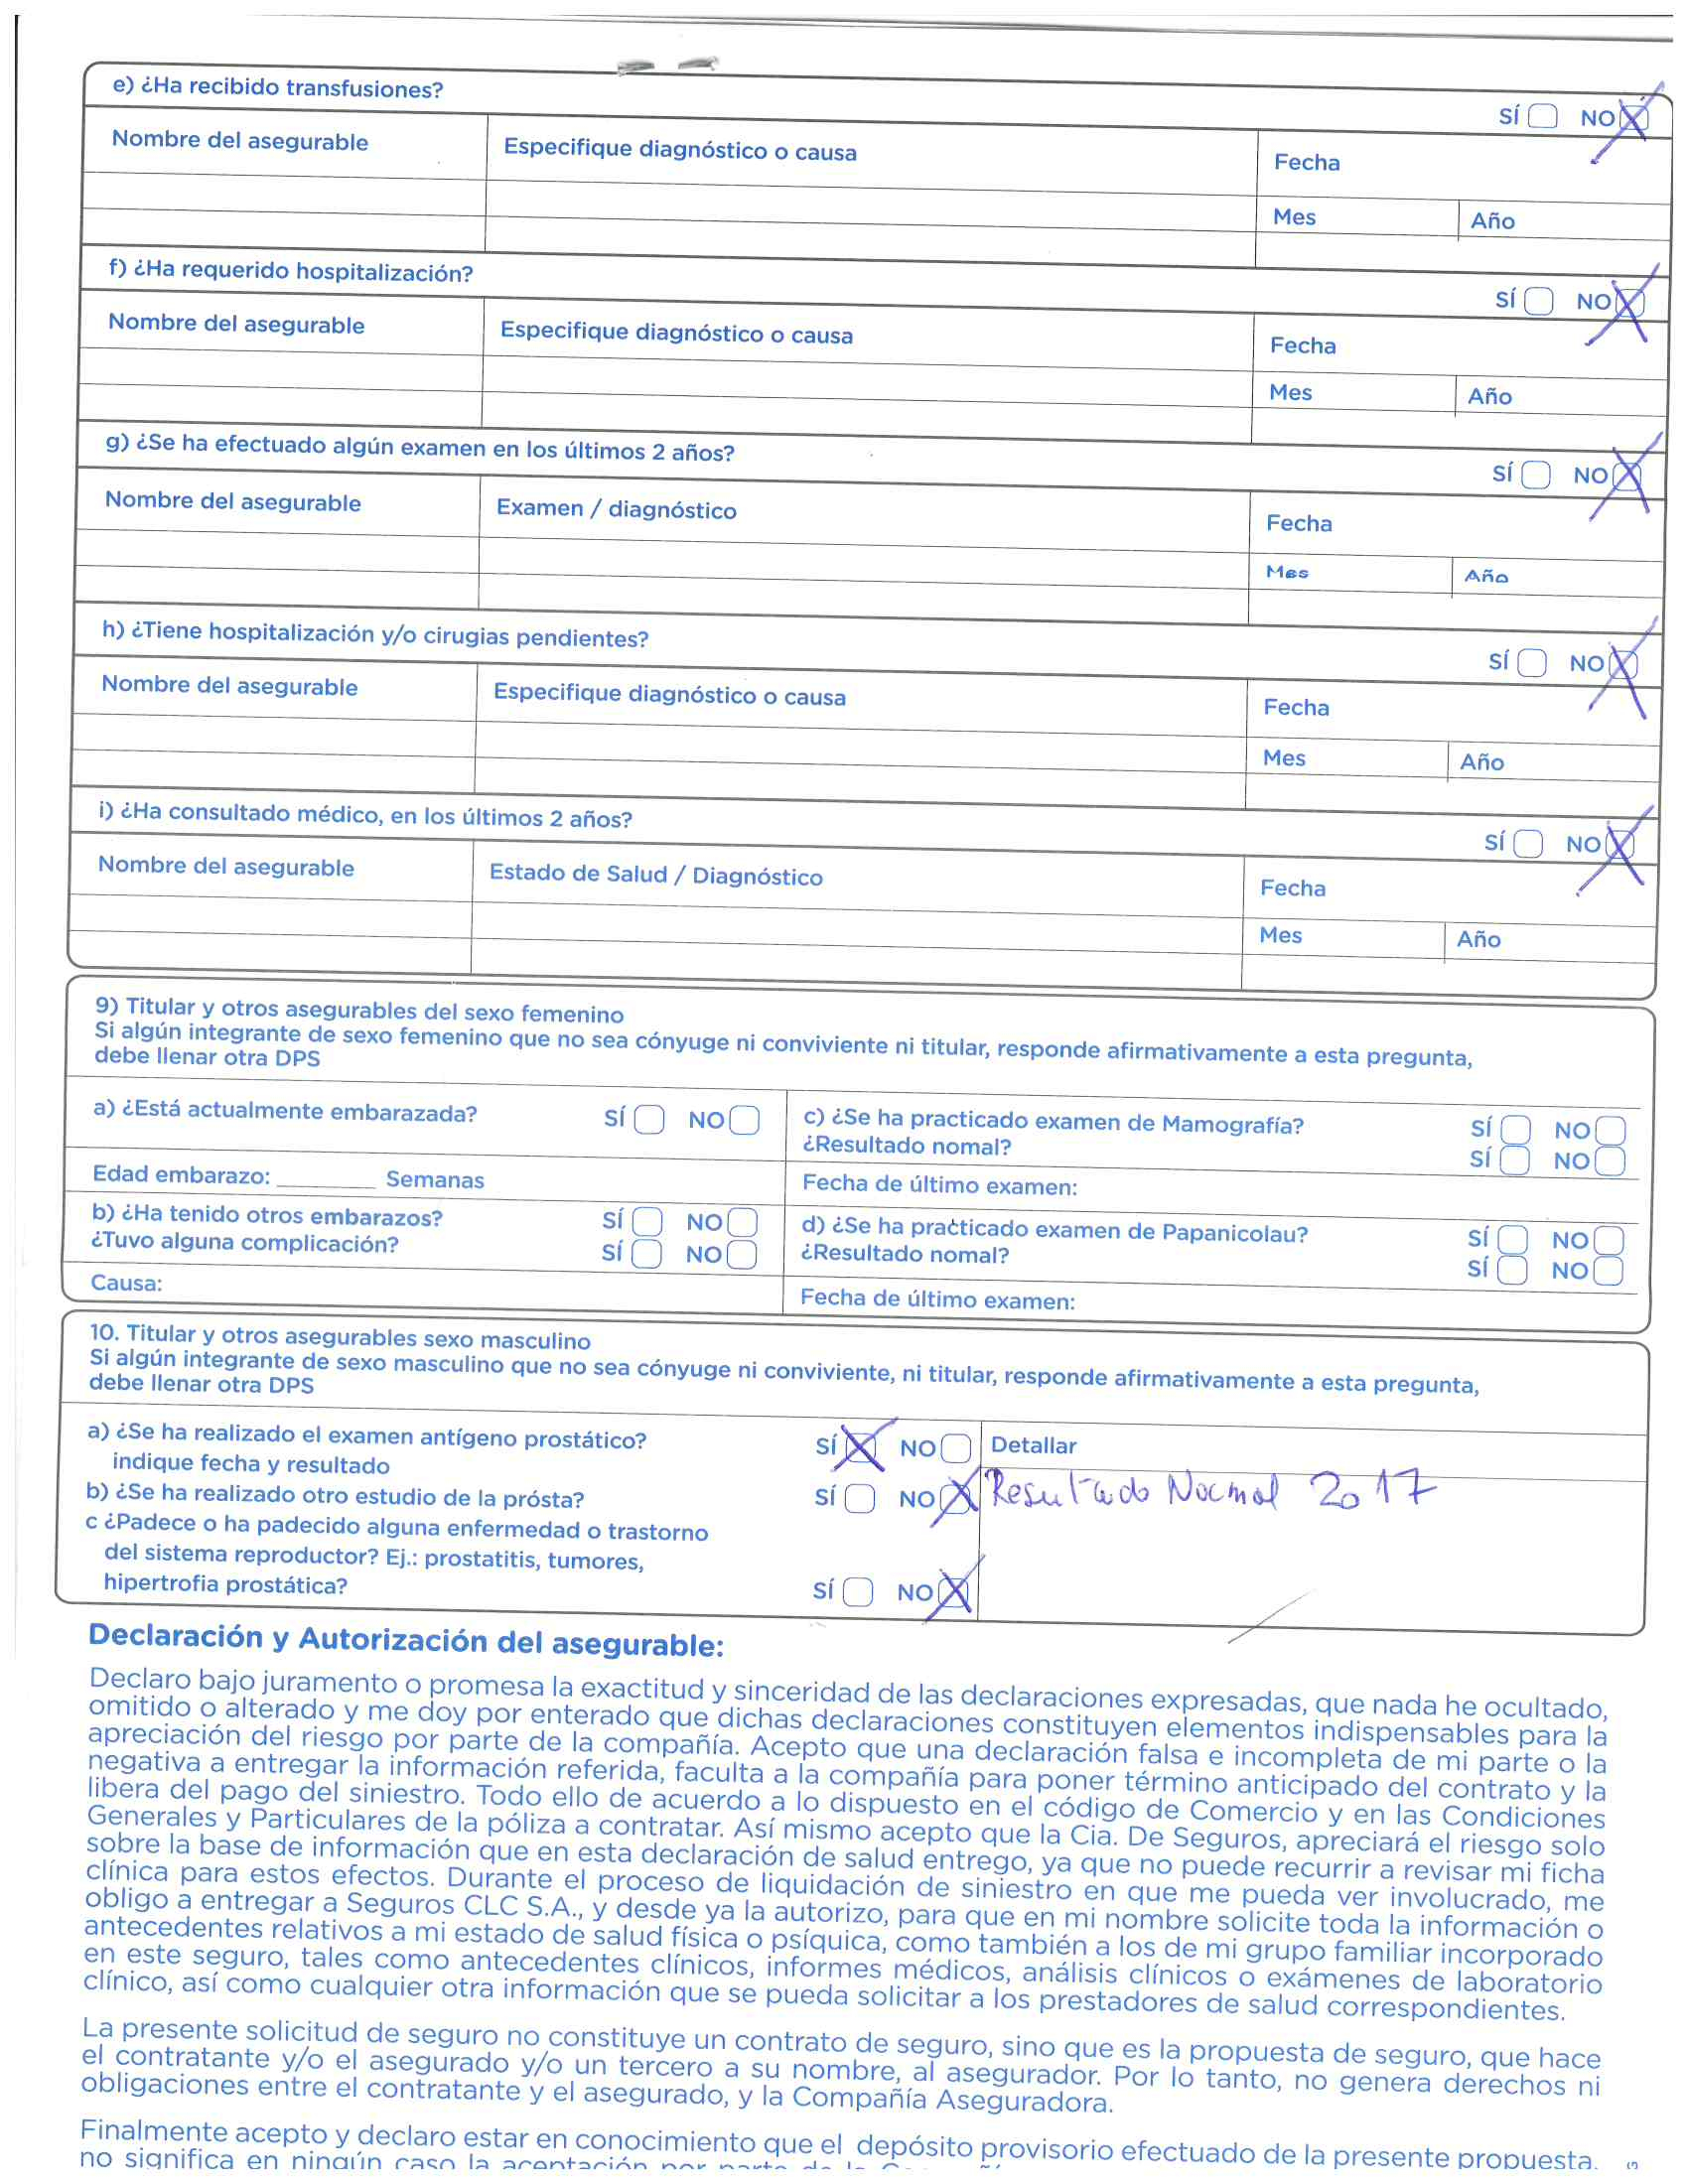 e) ¿Ha recibido transfusiones?
SÍ NO
Nombre del asegurable Especifique diagnóstico o causa Fecha
Mes Año
f) ¿Ha requerido hospitalización?
SÍ NO
Nombre del asegurable Especifique diagnóstico o causa Fecha
Mes Año
g) ¿Se ha efectuado algún examen en los últimos 2 años?
SÍ NO
Nombre del asegurable Examen / diagnóstico Fecha
Mes Año
h) ¿Tiene hospitalización y/o cirugias pendientes?
SÍ NO
Nombre del asegurable Especifique diagnóstico o causa Fecha
Mes Año
i) ¿Ha consultado médico, en los últimos 2 años?
SÍ NO
Nombre del asegurable Estado de Salud / Diagnóstico Fecha
Mes Año
9) Titular y otros asegurables del sexo femenino
Si algún integrante de sexo femenino que no sea cónyuge ni conviviente ni titular, responde afirmativamente a esta pregunta,
debe llenar otra DPS
a) ¿Está actualmente embarazada? SÍ NO
Edad embarazo: ________ Semanas
b) ¿Ha tenido otros embarazos? SÍ NO
¿Tuvo alguna complicación? SÍ NO
Causa:
c) ¿Se ha practicado examen de Mamografía? SÍ NO
¿Resultado nomal? SÍ NO
Fecha de último examen:
d) ¿Se ha practicado examen de Papanicolau? SÍ NO
¿Resultado nomal? SÍ NO
Fecha de último examen:
10. Titular y otros asegurables sexo masculino
Si algún integrante de sexo masculino que no sea cónyuge ni conviviente, ni titular, responde afirmativamente a esta pregunta,
debe llenar otra DPS
a) ¿Se ha realizado el examen antígeno prostático? SÍ NO Detallar
indique fecha y resultado
b) ¿Se ha realizado otro estudio de la prósta? SÍ NO Resultado Normal 2017
c ¿Padece o ha padecido alguna enfermedad o trastorno
del sistema reproductor? Ej.: prostatitis, tumores,
hipertrofia prostática? SÍ NO
Declaración y Autorización del asegurable:
Declaro bajo juramento o promesa la exactitud y sinceridad de las declaraciones expresadas, que nada he ocultado,
omitido o alterado y me doy por enterado que dichas declaraciones constituyen elementos indispensables para la
apreciación del riesgo por parte de la compañía. Acepto que una declaración falsa e incompleta de mi parte o la
negativa a entregar la información referida, faculta a la compañía para poner término anticipado del contrato y la
libera del pago del siniestro. Todo ello de acuerdo a lo dispuesto en el código de Comercio y en las Condiciones
Generales y Particulares de la póliza a contratar. Así mismo acepto que la Cia. De Seguros, apreciará el riesgo solo
sobre la base de información que en esta declaración de salud entrego, ya que no puede recurrir a revisar mi ficha
clínica para estos efectos. Durante el proceso de liquidación de siniestro en que me pueda ver involucrado, me
obligo a entregar a Seguros CLC S.A., y desde ya la autorizo, para que en mi nombre solicite toda la información o
antecedentes relativos a mi estado de salud física o psíquica, como también a los de mi grupo familiar incorporado
en este seguro, tales como antecedentes clínicos, informes médicos, análisis clínicos o exámenes de laboratorio
clínico, así como cualquier otra información que se pueda solicitar a los prestadores de salud correspondientes.
La presente solicitud de seguro no constituye un contrato de seguro, sino que es la propuesta de seguro, que hace
el contratante y/o el asegurado y/o un tercero a su nombre, al asegurador. Por lo tanto, no genera derechos ni
obligaciones entre el contratante y el asegurado, y la Compañía Aseguradora.
Finalmente acepto y declaro estar en conocimiento que el depósito provisorio efectuado de la presente propuesta,
no significa en ningún caso la aceptación por parte de la